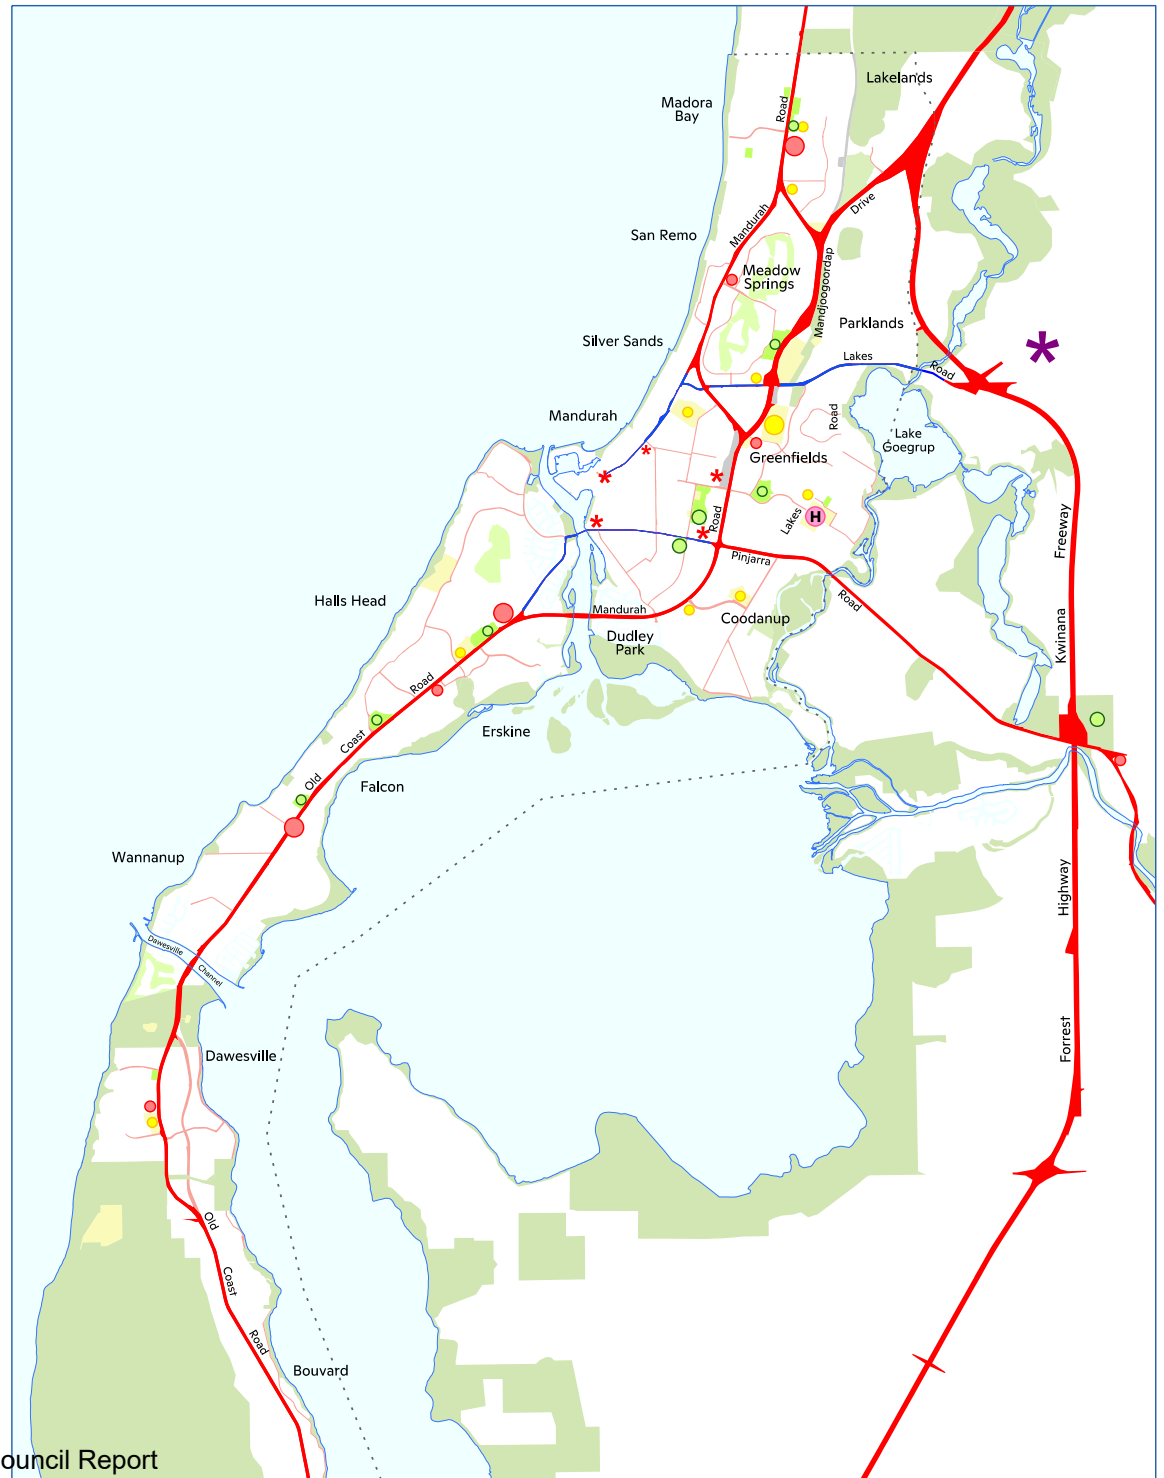 Lakelands
Madora
Bay
Road
Drive
Mandurah
San Remo
Meadow
Springs
Mandjoogoordap
Parklands
Silver Sands
Lakes
Road
Mandurah
Road
Lake
Goegrup
Greenfields
H
Lakes
Road
Freeway
Pinjarra
Road
Halls Head
Mandurah
Coodanup
Dudley
Park
Kwinana
Road
Erskine
Coast
Old
Falcon
Wannanup
Highway
Dawesville
Channel
Forrest
Dawesville
Old
Coast
Road
Bouvard
ouncil Report